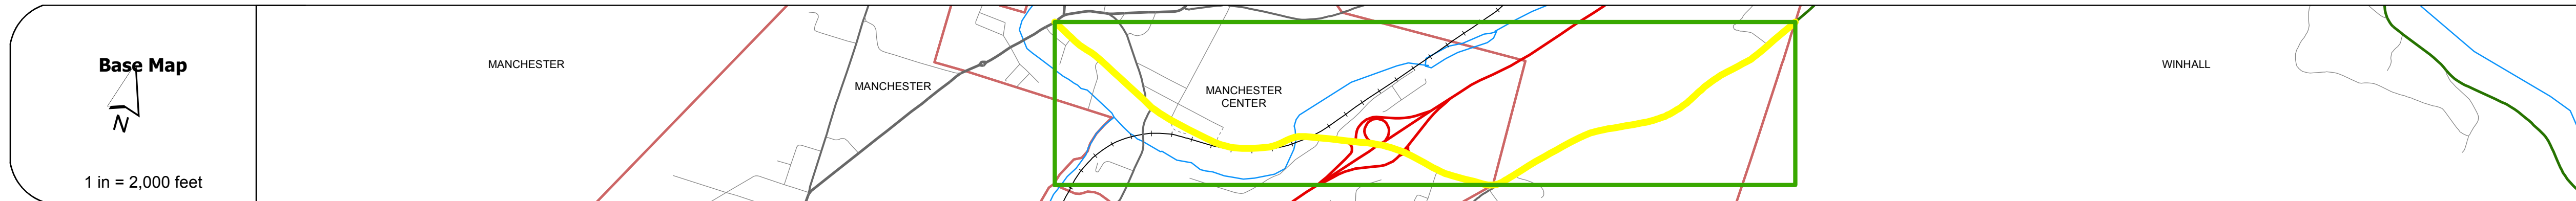 Base Map
N
1 in = 2,000 feet
MANCHESTER
MANCHESTER
MANCHESTER
CENTER
WINHALL